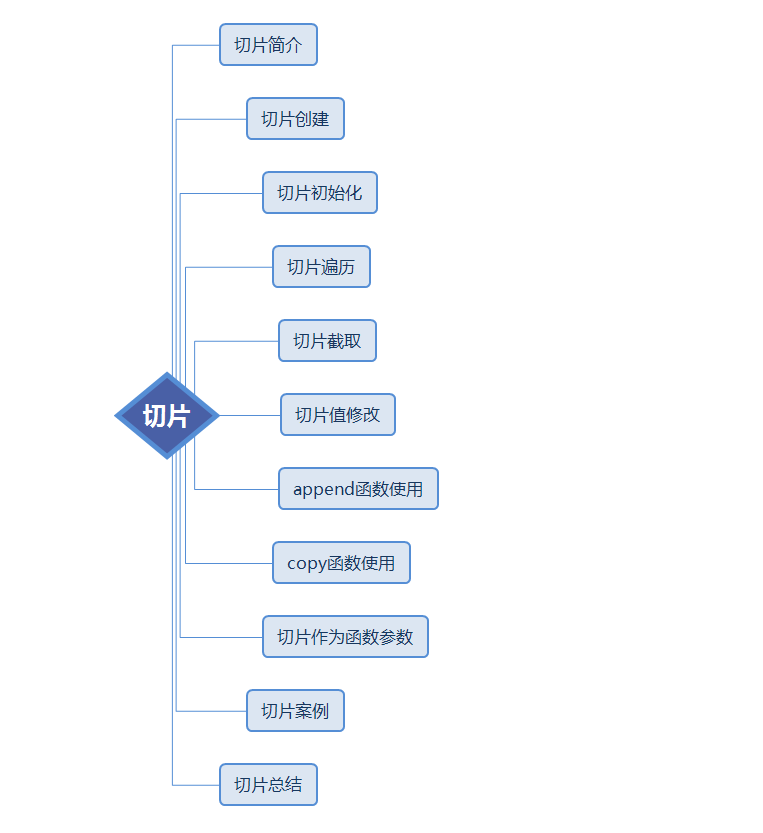 切片简介
切片创建
切片初始化
切片遍历
切片截取
切片
切片值修改
append函数使用
copy函数使用
切片作为函数参数
切片案例
切片总结